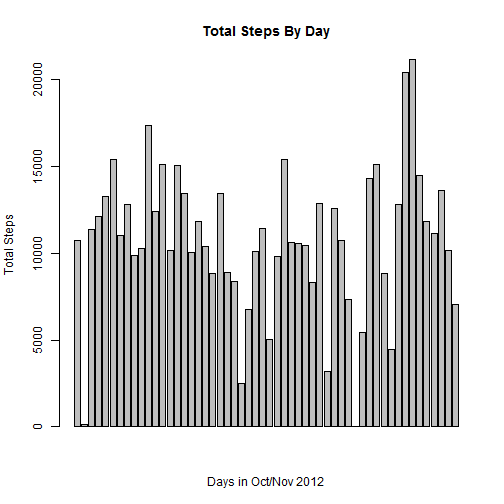 Total Steps By Day
Total Steps
20000
15000
10000
5000
0
Days in Oct/Nov 2012